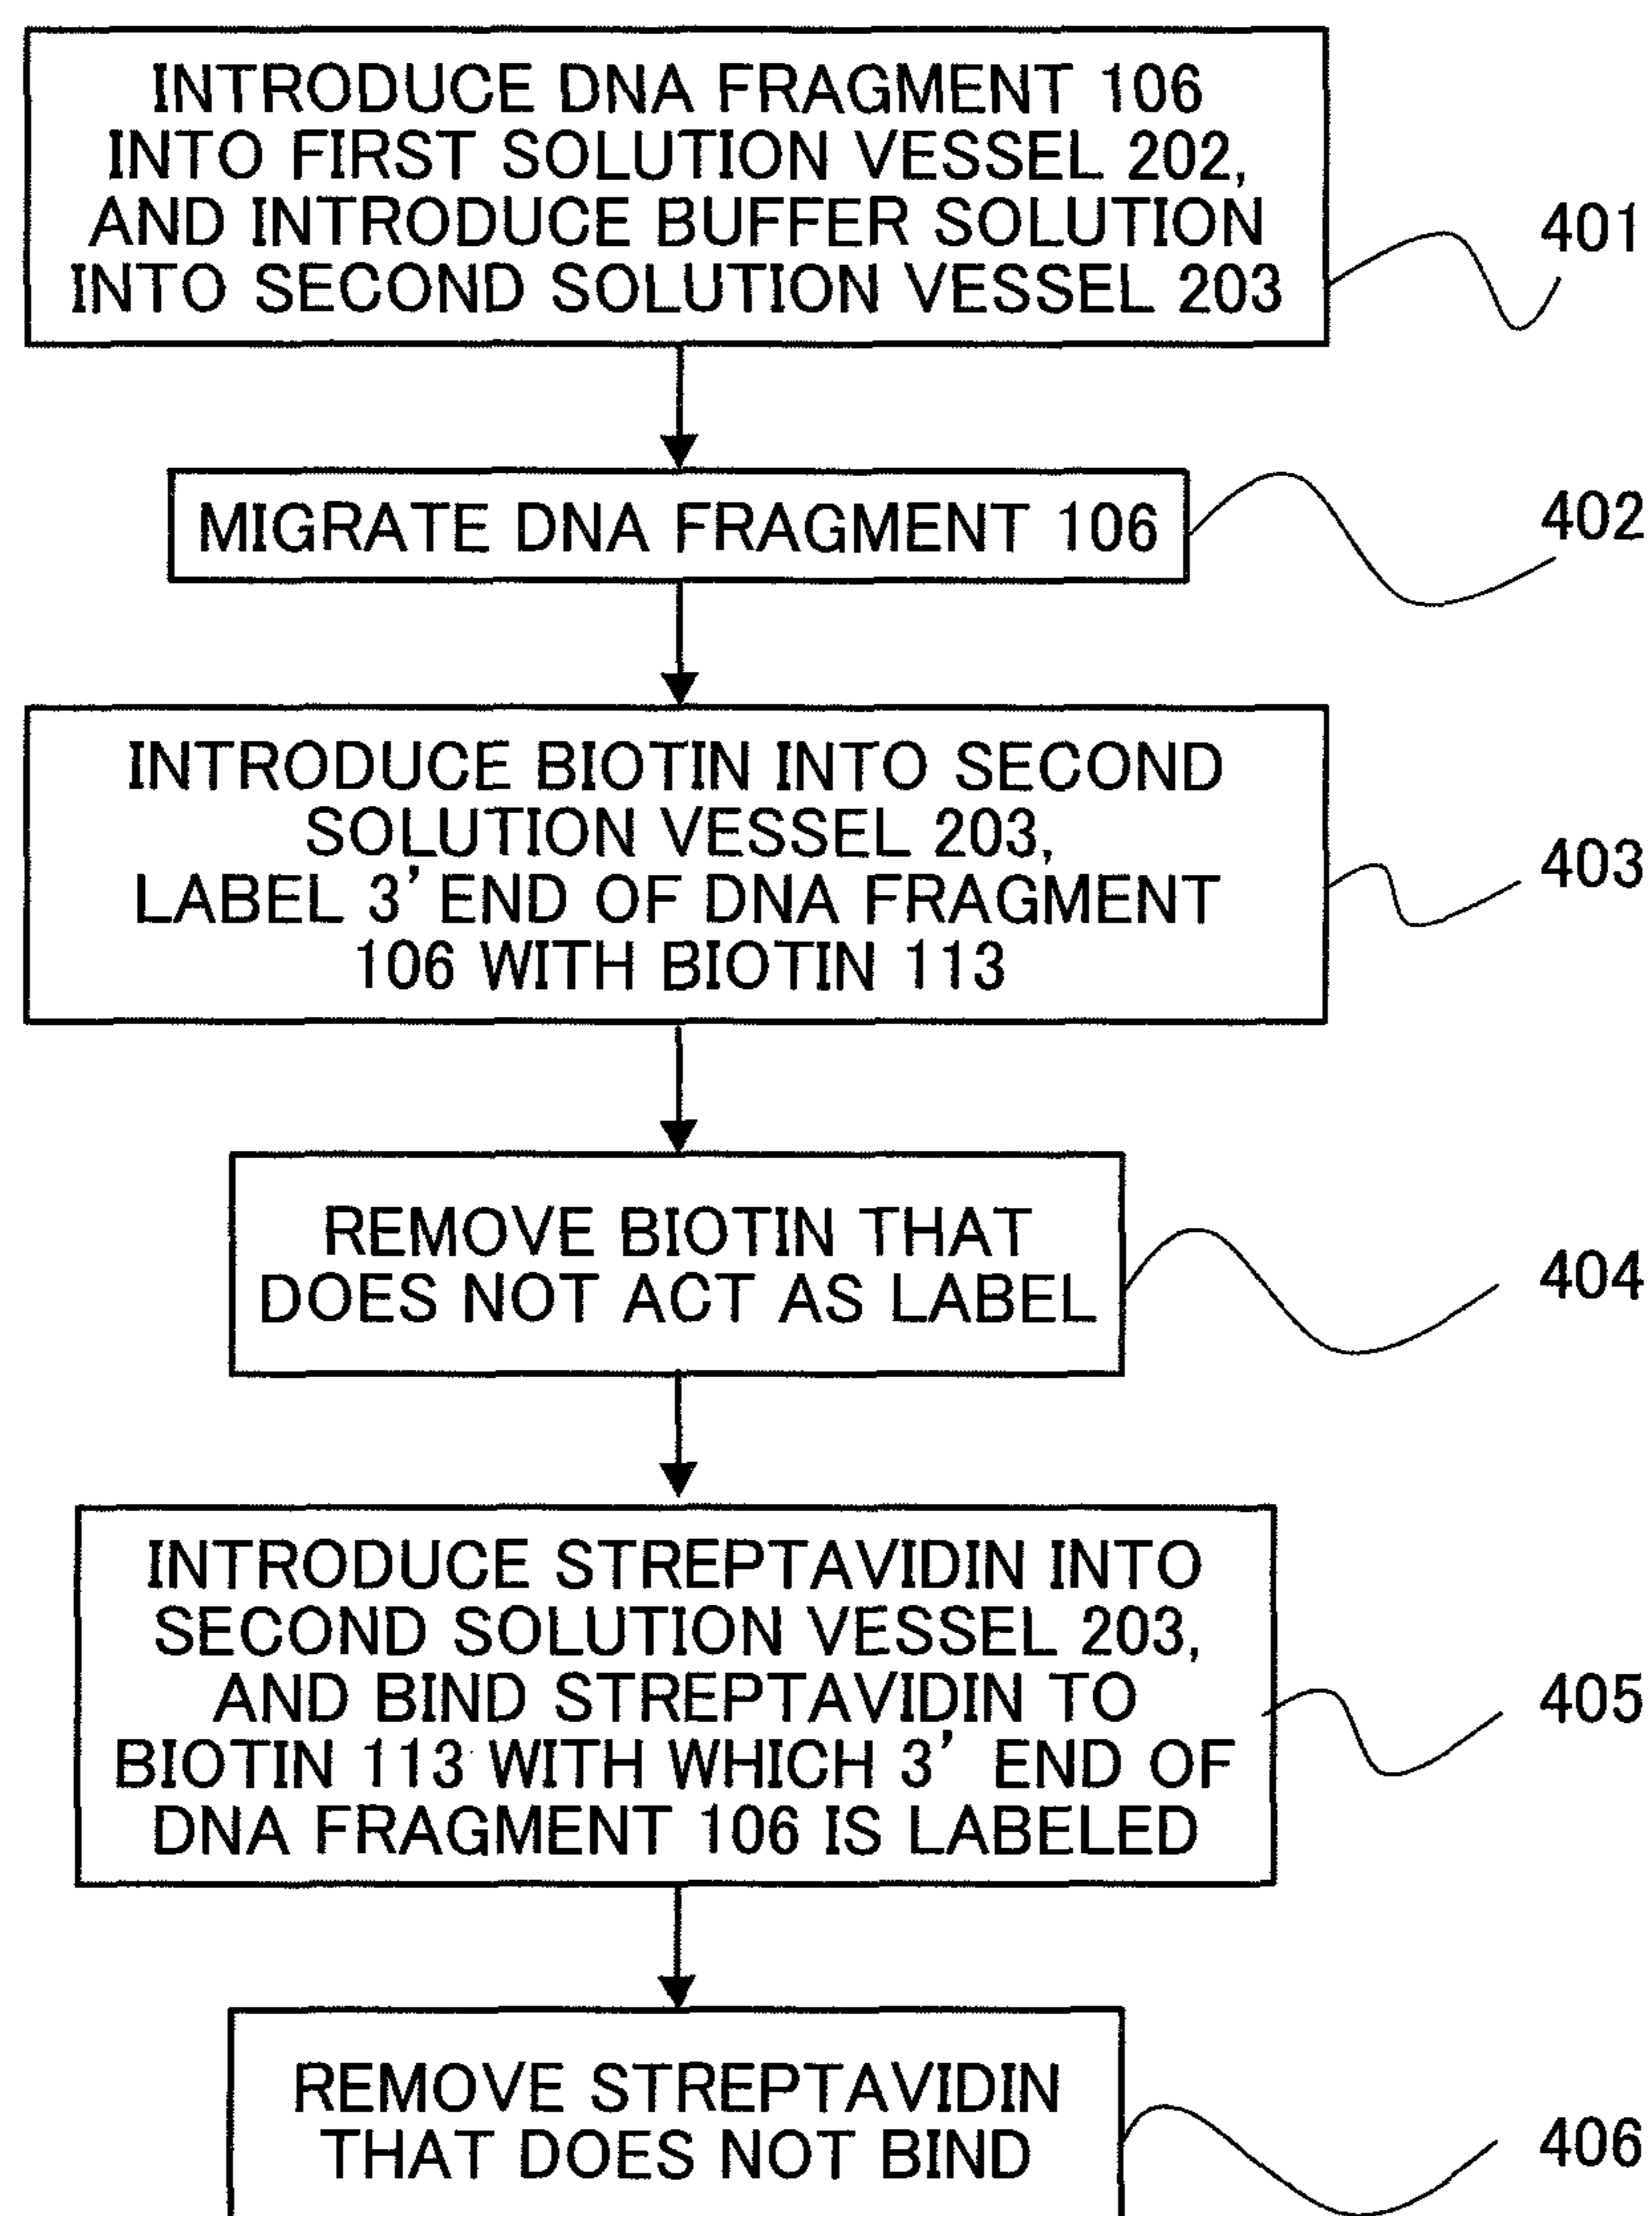 INTRODUCE DNA FRAGMENT 106
INTO FIRST SOLUTION VESSEL 202,
AND INTRODUCE BUFFER SOLUTION
INTO SECOND SOLUTION VESSEL 203
401
MIGRATE DNA FRAGMENT 106
402
INTRODUCE BIOTIN INTO SECOND
SOLUTION VESSEL 203,
LABEL 3' END OF DNA FRAGMENT
106 WITH BIOTIN 113
403
REMOVE BIOTIN THAT
DOES NOT ACT AS LABEL
404
INTRODUCE STREPTAVIDIN INTO
SECOND SOLUTION VESSEL 203,
AND BIND STREPTAVIDIN TO
BIOTIN 113 WITH WHICH 3' END OF
DNA FRAGMENT 106 IS LABELED
405
REMOVE STREPTAVIDIN
THAT DOES NOT BIND
406